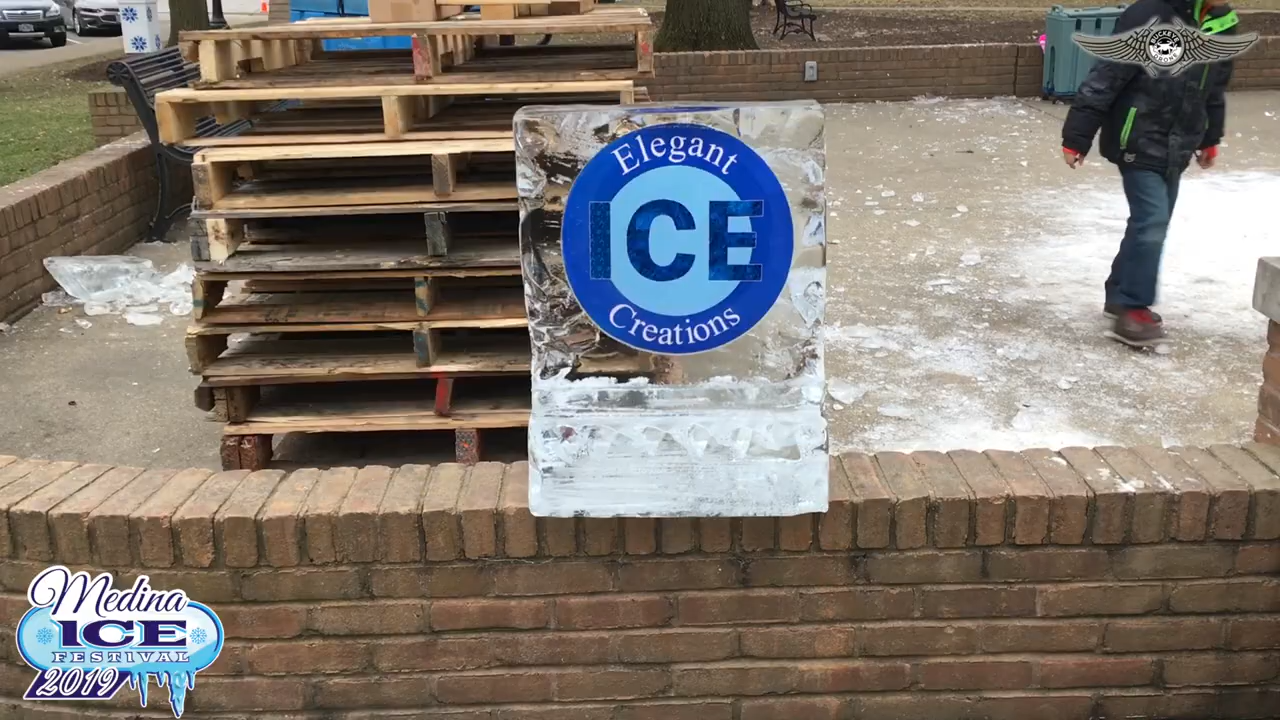 Elegant
ICE
Creations
Medina
ICE
FESTIVAL
2019